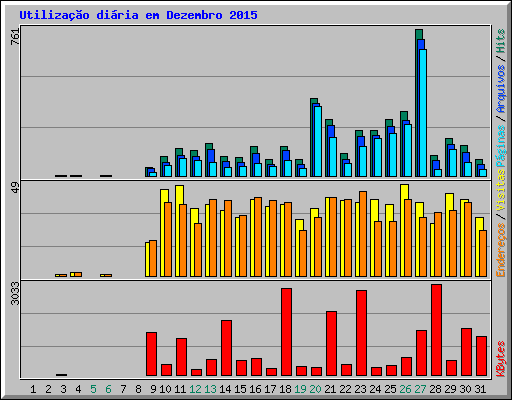 Utilização diária em Dezembro 2015
761
49
3033
Endereços / Visitas Páginas / Arquivos / Hits
KBytes
1 2 3 4 5 6 7 8 9 10 11 12 13 14 15 16 17 18 19 20 21 22 23 24 25 26 27 28 29 30 31